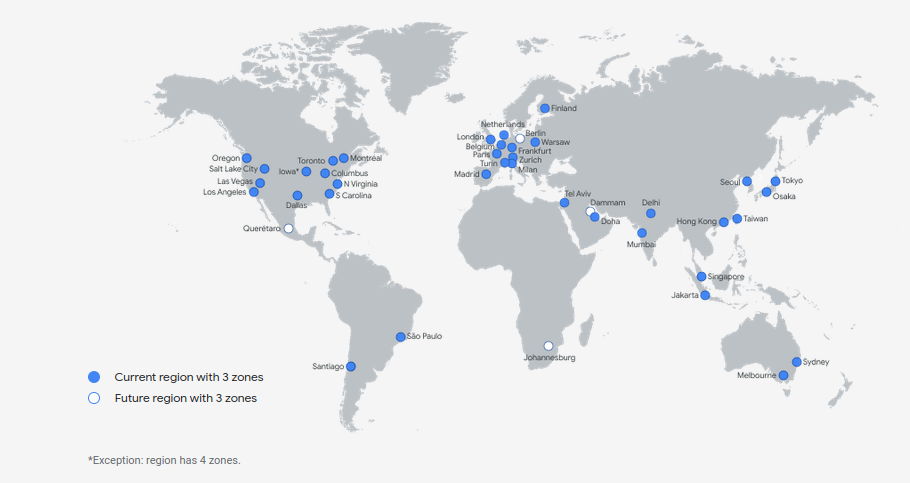 Finland
Netherlands
London
Berlin
Belgium
Warsaw
Paris
Frankfurt
Zurich
Turin
Milan
Madrid
Oregon
Toronto
Montréal
Salt Lake City
Iowa*
Columbus
Las Vegas
N Virginia
Los Angeles
S Carolina
Dallas
Querétaro
Tel Aviv
Dammam
Doha
Delhi
Mumbai
Seoul
Tokyo
Osaka
Hong Kong
Taiwan
Singapore
Jakarta
São Paulo
Santiago
Johannesburg
Sydney
Melbourne
Current region with 3 zones
Future region with 3 zones
*Exception: region has 4 zones.